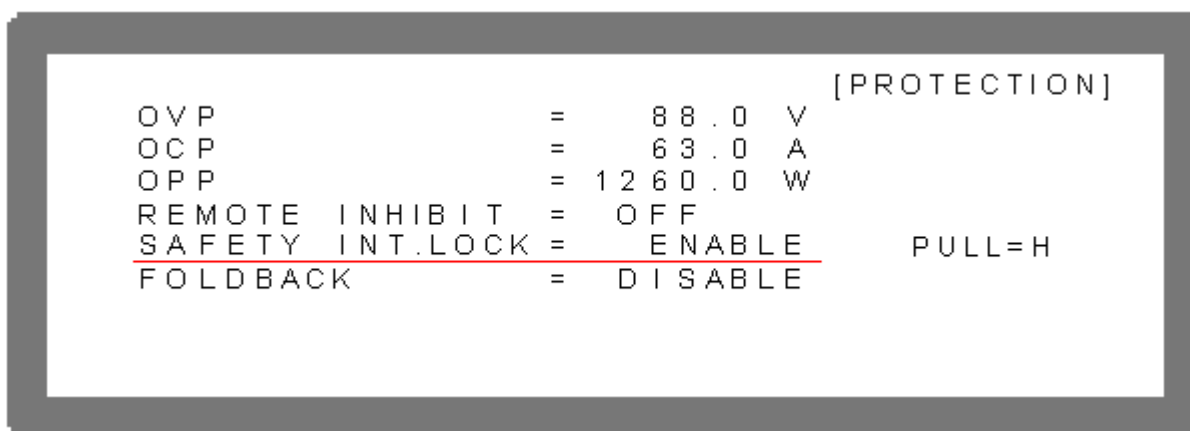 [PROTECTION]
OVP = 88.0 V
OCP = 63.0 A
OPP = 1260.0 W
REMOTE INHIBIT = OFF
SAFETY INT.LOCK = ENABLE PULL=H
FOLDBACK = DISABLE